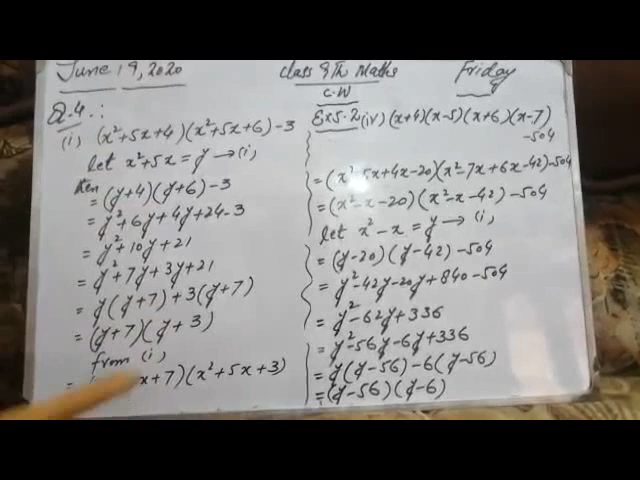 June 19, 2020
Class 9th Maths
Friday
C.W
Q.4.:
(i) (x²+5x+4)(x²+5x+6)-3
let x²+5x = y → (i)
then
= (y+4)(y+6)-3
= y²+6y+4y+24-3
= y²+10y+21
= y²+7y+3y+21
= y(y+7)+3(y+7)
= (y+7)(y+3)
from (i)
= x+7)(x²+5x+3)
Ex5.2 (iv) (x+4)(x-5)(x+6)(x-7)
-504
= (x²-5x+4x-20)(x²-7x+6x-42)-504
= (x²-x-20)(x²-x-42)-504
let x²-x = y → (i)
= (y-20)(y-42)-504
= y²-42y-20y+840-504
= y²-62y+336
= y²-56y-6y+336
= y(y-56)-6(y-56)
= (y-56)(y-6)